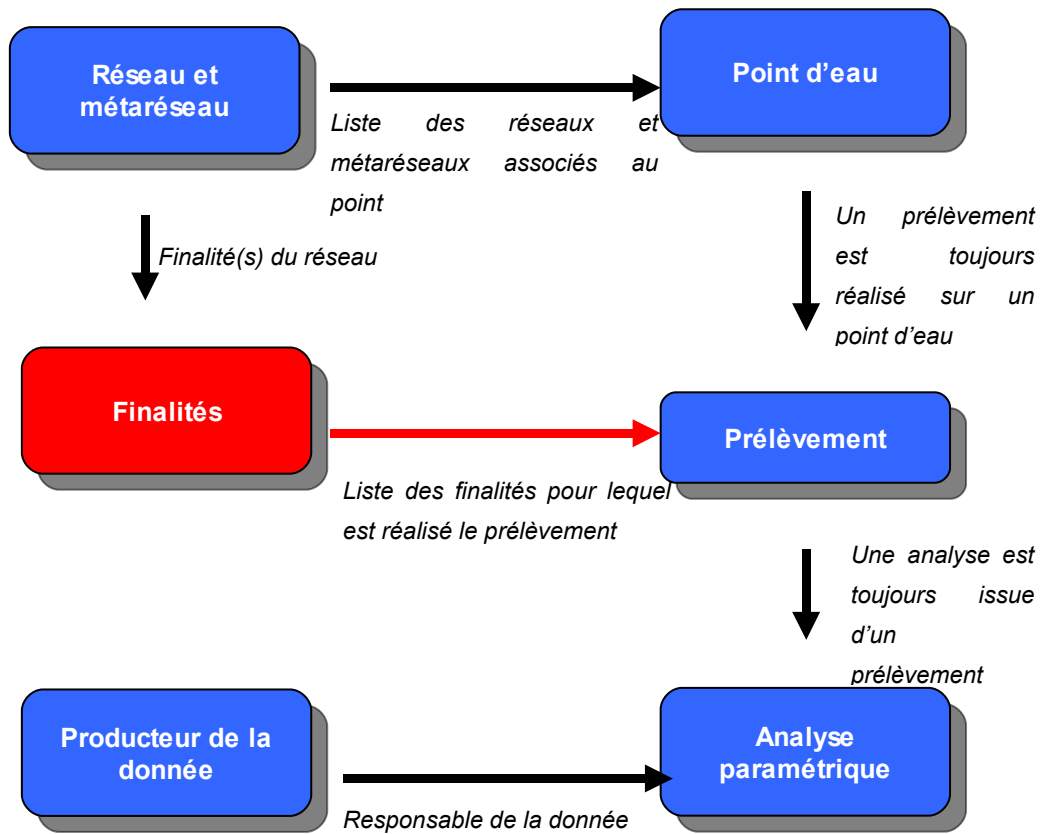 Réseau et
métaréseau
Point d’eau
Liste des réseaux et
métaréseaux associés au
point
Finalité(s) du réseau
Un prélèvement
est toujours
réalisé sur un
point d’eau
Finalités
Prélèvement
Liste des finalités pour lequel
est réalisé le prélèvement
Une analyse est
toujours issue
d’un
prélèvement
Producteur de la
donnée
Analyse
paramétrique
Responsable de la donnée